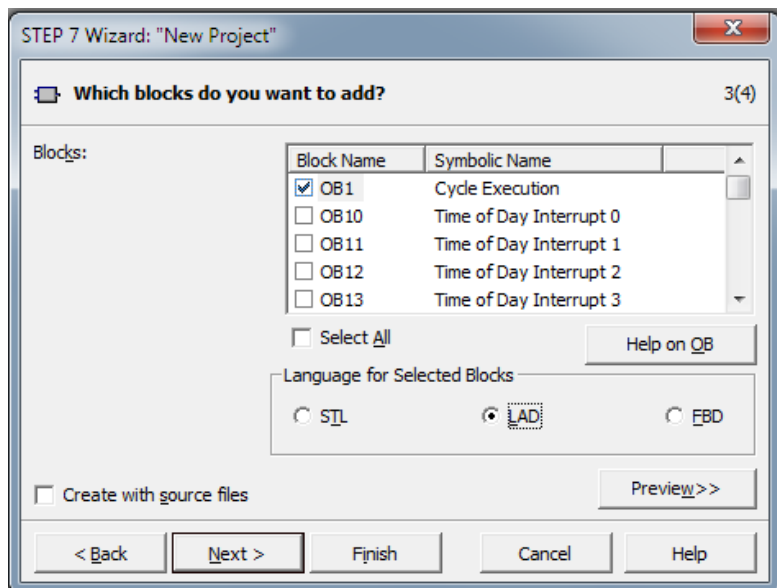 STEP 7 Wizard: "New Project"
Which blocks do you want to add? 3(4)
Blocks:
Block Name Symbolic Name
OB1 Cycle Execution
OB10 Time of Day Interrupt 0
OB11 Time of Day Interrupt 1
OB12 Time of Day Interrupt 2
OB13 Time of Day Interrupt 3
Select All
Help on OB
Language for Selected Blocks
STL LAD FBD
Create with source files
Preview>>
< Back Next > Finish Cancel Help